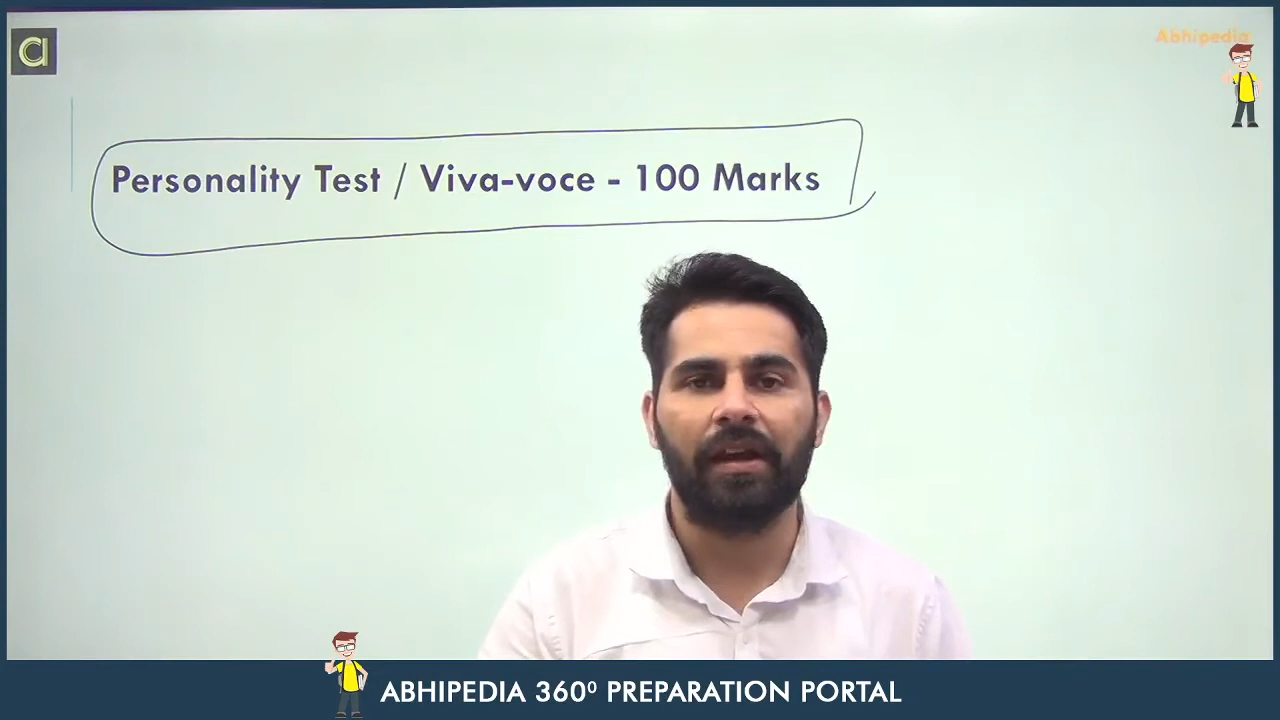 Abhipedia
Personality Test / Viva-voce - 100 Marks
ABHIPEDIA 360⁰ PREPARATION PORTAL